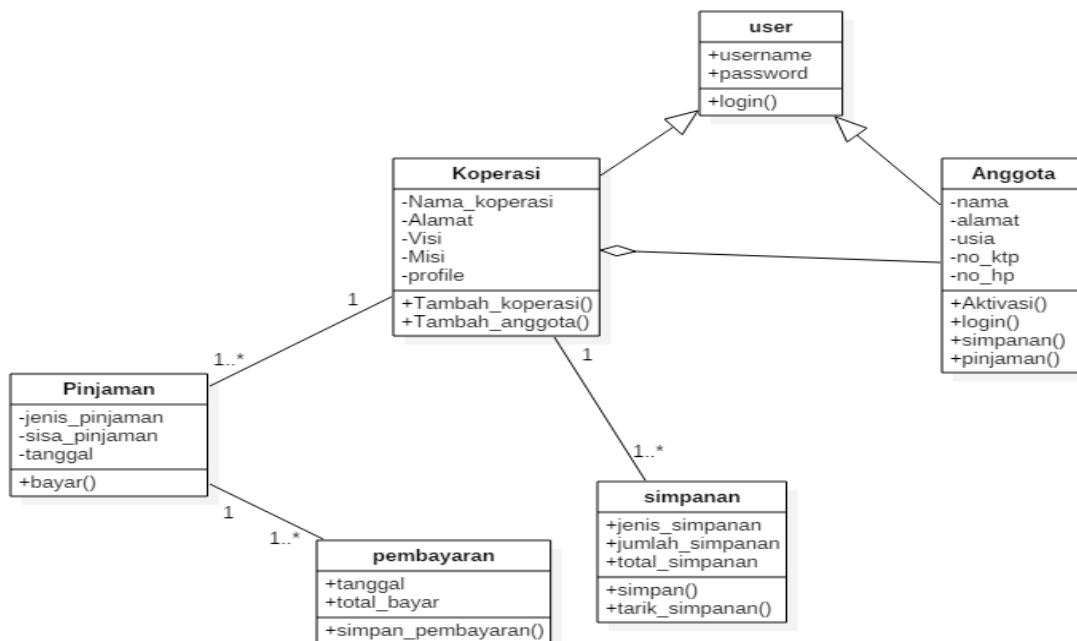 user
+username
+password
+login()
Koperasi
-Nama_koperasi
-Alamat
-Visi
-Misi
-profile
+Tambah_koperasi()
+Tambah_anggota()
Anggota
-nama
-alamat
-usia
-no_ktp
-no_hp
+Aktivasi()
+login()
+simpanan()
+pinjaman()
1
1..*
1
1..*
Pinjaman
-jenis_pinjaman
-sisa_pinjaman
-tanggal
+bayar()
1
1..*
simpanan
+jenis_simpanan
+jumlah_simpanan
+total_simpanan
+simpan()
+tarik_simpanan()
pembayaran
+tanggal
+total_bayar
+simpan_pembayaran()